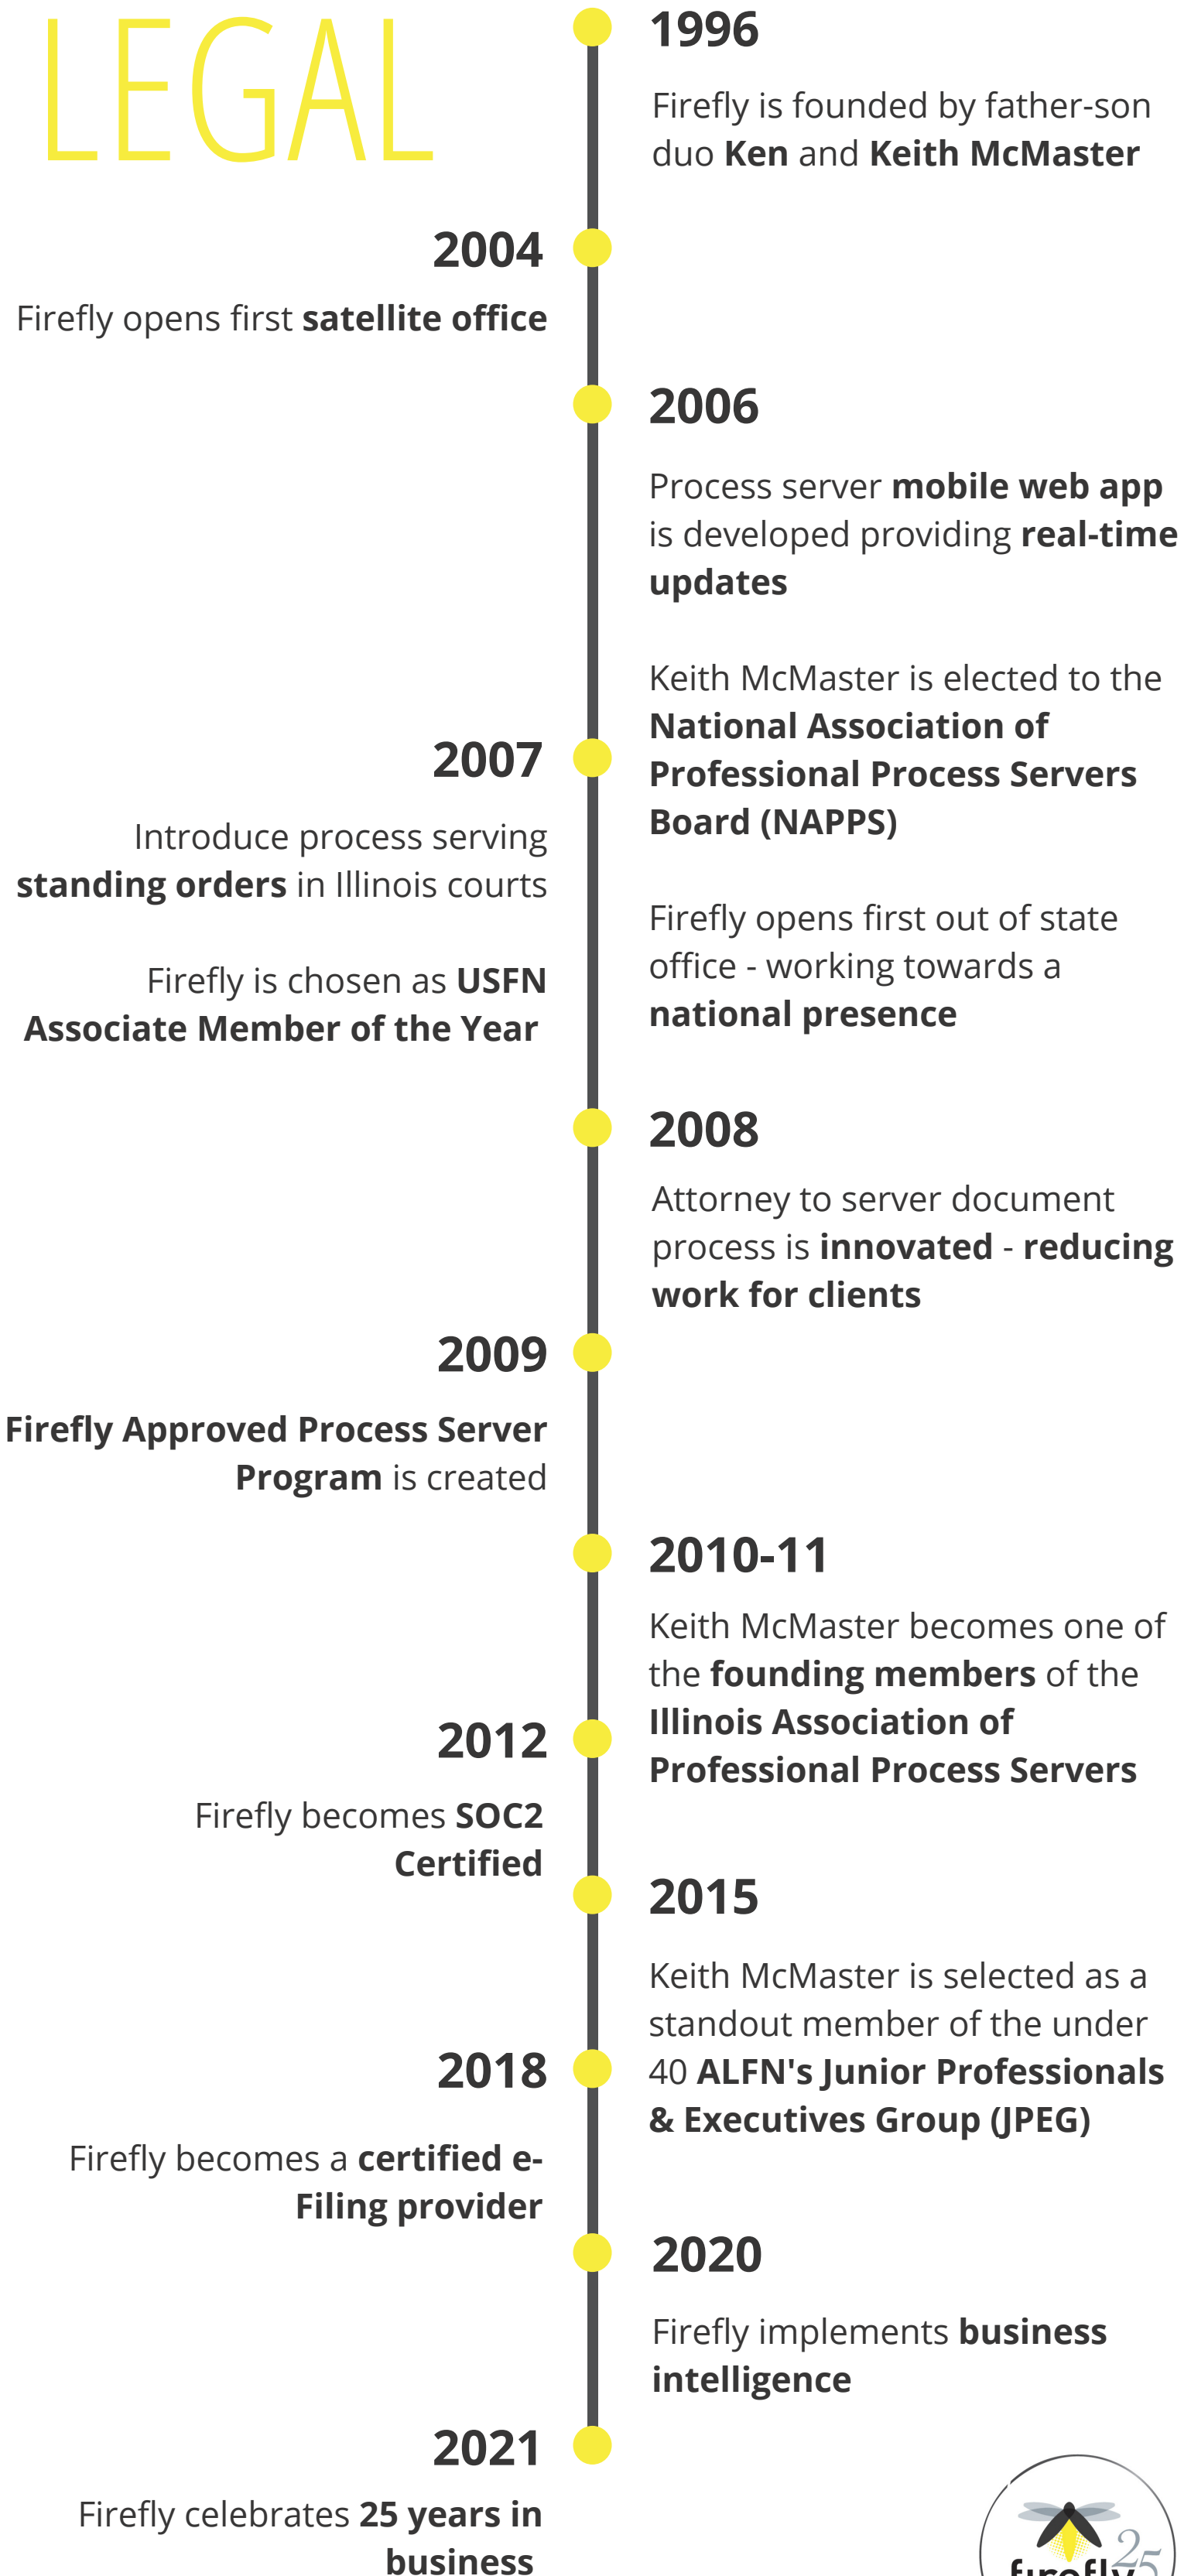 LEGAL
1996
Firefly is founded by father-son
duo Ken and Keith McMaster
2004
Firefly opens first satellite office
2006
Process server mobile web app
is developed providing real-time
updates
Keith McMaster is elected to the
National Association of
Professional Process Servers
Board (NAPPS)
Firefly opens first out of state
office - working towards a
national presence
2007
Introduce process serving
standing orders in Illinois courts
Firefly is chosen as USFN
Associate Member of the Year
2008
Attorney to server document
process is innovated - reducing
work for clients
2009
Firefly Approved Process Server
Program is created
2010-11
Keith McMaster becomes one of
the founding members of the
Illinois Association of
Professional Process Servers
2012
Firefly becomes SOC2
Certified
2015
Keith McMaster is selected as a
standout member of the under
40 ALFN's Junior Professionals
& Executives Group (JPEG)
2018
Firefly becomes a certified e-
Filing provider
2020
Firefly implements business
intelligence
2021
Firefly celebrates 25 years in
business
25
firefly